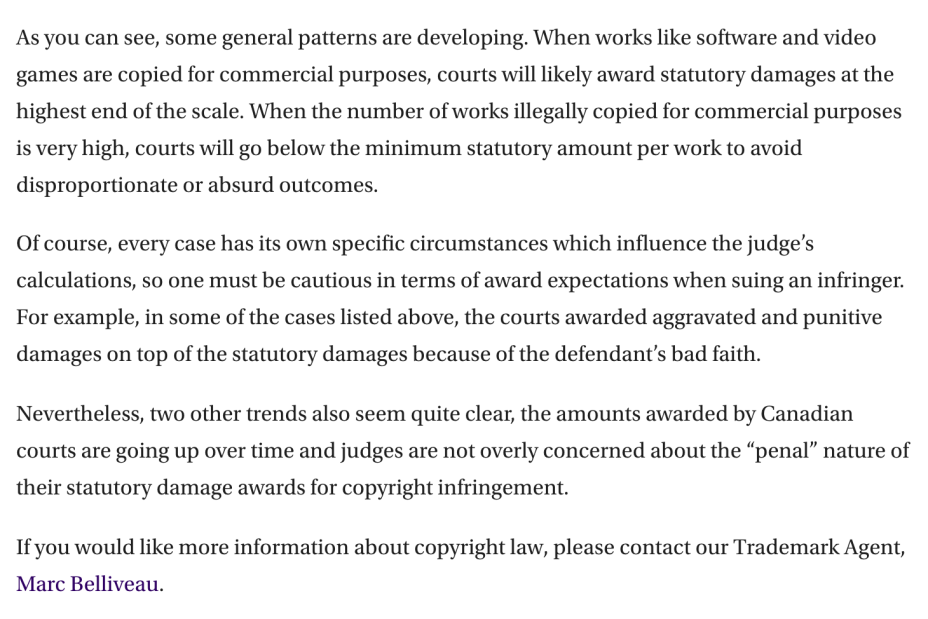 As you can see, some general patterns are developing. When works like software and video
games are copied for commercial purposes, courts will likely award statutory damages at the
highest end of the scale. When the number of works illegally copied for commercial purposes
is very high, courts will go below the minimum statutory amount per work to avoid
disproportionate or absurd outcomes.
Of course, every case has its own specific circumstances which influence the judge’s
calculations, so one must be cautious in terms of award expectations when suing an infringer.
For example, in some of the cases listed above, the courts awarded aggravated and punitive
damages on top of the statutory damages because of the defendant’s bad faith.
Nevertheless, two other trends also seem quite clear, the amounts awarded by Canadian
courts are going up over time and judges are not overly concerned about the “penal” nature of
their statutory damage awards for copyright infringement.
If you would like more information about copyright law, please contact our Trademark Agent,
Marc Belliveau.